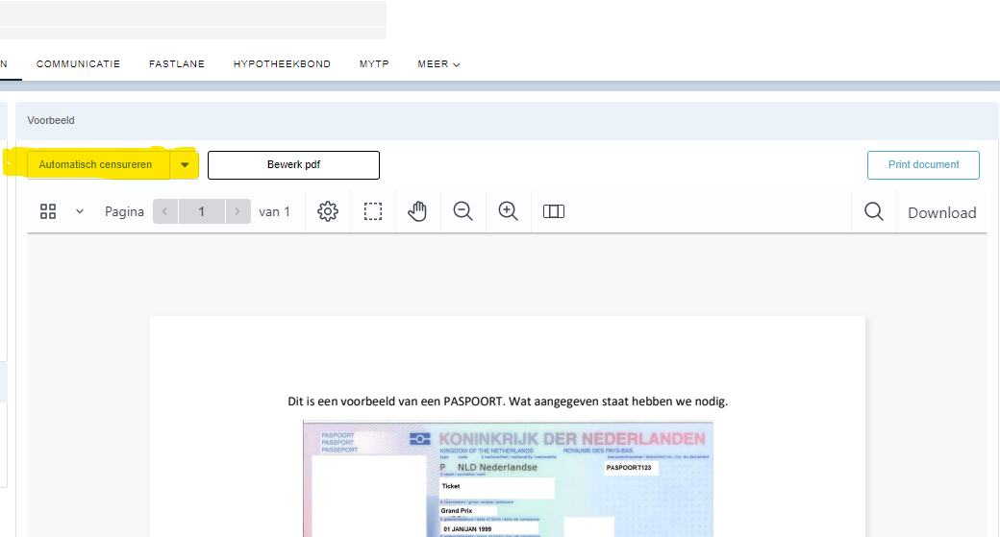 N COMMUNICATIE FASTLANE HYPOTHEEKBOND MYTP MEER
Voorbeeld
Automatisch censureren Bewerk pdf Print document
Pagina 1 van 1 Download
Dit is een voorbeeld van een PASPOORT. Wat aangegeven staat hebben we nodig.
PASPOORT
PASSPORT
PASSEPORT
KONINKRIJK DER NEDERLANDEN
KINGDOM OF THE NETHERLANDS ROYAUME DES PAYS-BAS
P NLD Nederlandse PASPOORT123
Ticket
Grand Prix
01 JAN/JAN 1999